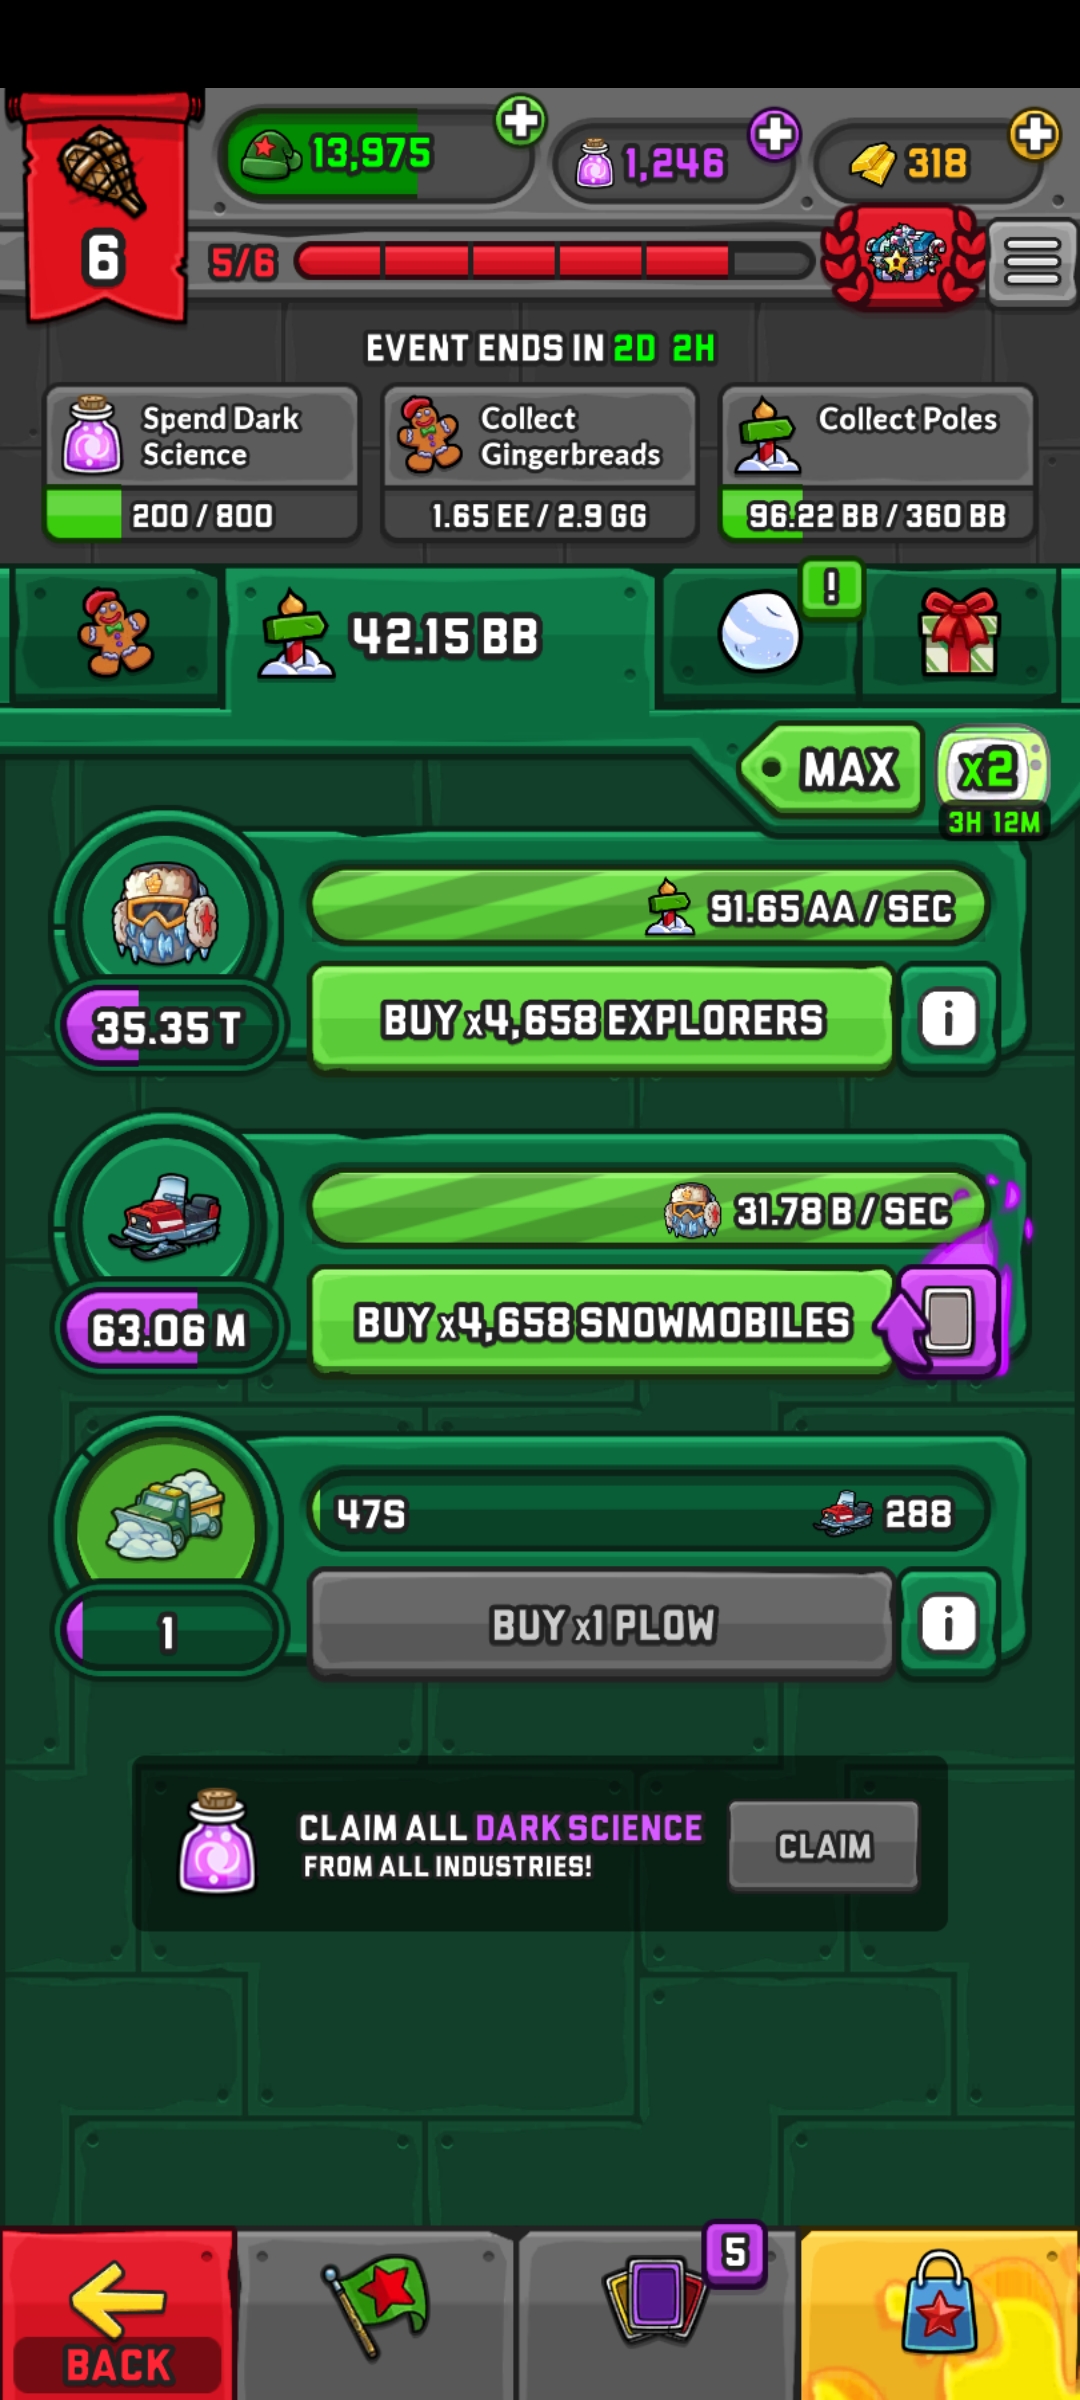 13,975
1,246
318
6
5/6
EVENT ENDS IN 2D 2H
Spend Dark
Science
200 / 800
Collect
Gingerbreads
1.65 EE / 2.9 GG
Collect Poles
96.22 BB / 360 BB
42.15 BB
!
MAX
x2
3H 12M
91.65 AA / SEC
35.35 T
BUY x4,658 EXPLORERS
i
31.78 B / SEC
63.06 M
BUY x4,658 SNOWMOBILES
47S
288
1
BUY x1 PLOW
i
CLAIM ALL DARK SCIENCE
FROM ALL INDUSTRIES!
CLAIM
5
BACK